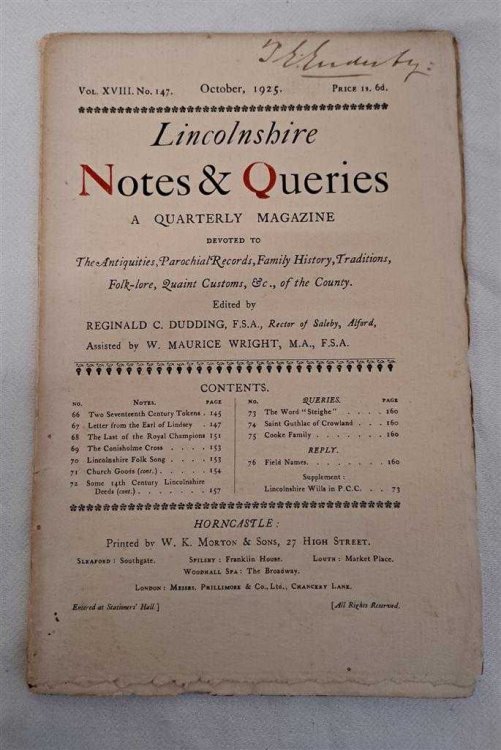 T. E. Enderby:
Vol. XVIII. No. 147. October, 1925. Price 1s. 6d.
Lincolnshire
Notes & Queries
A QUARTERLY MAGAZINE
DEVOTED TO
The Antiquities, Parochial Records, Family History, Traditions,
Folk-lore, Quaint Customs, &c., of the County.
Edited by
REGINALD C. DUDDING, F.S.A., Rector of Saleby, Alford,
Assisted by W. MAURICE WRIGHT, M.A., F.S.A.
CONTENTS.
NO. NOTES. PAGE
66 Two Seventeenth Century Tokens . 145
67 Letter from the Earl of Lindsey . 147
68 The Last of the Royal Champions 151
69 The Conisholme Cross . . . . 153
70 Lincolnshire Folk Song . . . . 153
71 Church Goods (cont.) . . . . . 154
72 Some 14th Century Lincolnshire
Deeds (cont.) . . . . . . . 157
NO. QUERIES. PAGE
73 The Word "Steighe" . . . . . 160
74 Saint Guthlac of Crowland . . . 160
75 Cooke Family . . . . . . . 160
REPLY.
76 Field Names. . . . . . . . 160
Supplement:
Lincolnshire Wills in P.C.C. . . . 73
HORNCASTLE:
Printed by W. K. MORTON & SONS, 27 HIGH STREET.
SLEAFORD: Southgate. SPILSBY: Franklin House. LOUTH: Market Place.
WOODHALL SPA: The Broadway.
LONDON: MESSRS. PHILLIMORE & CO., LTD., CHANCERY LANE.
Entered at Stationers' Hall.] [All Rights Reserved.